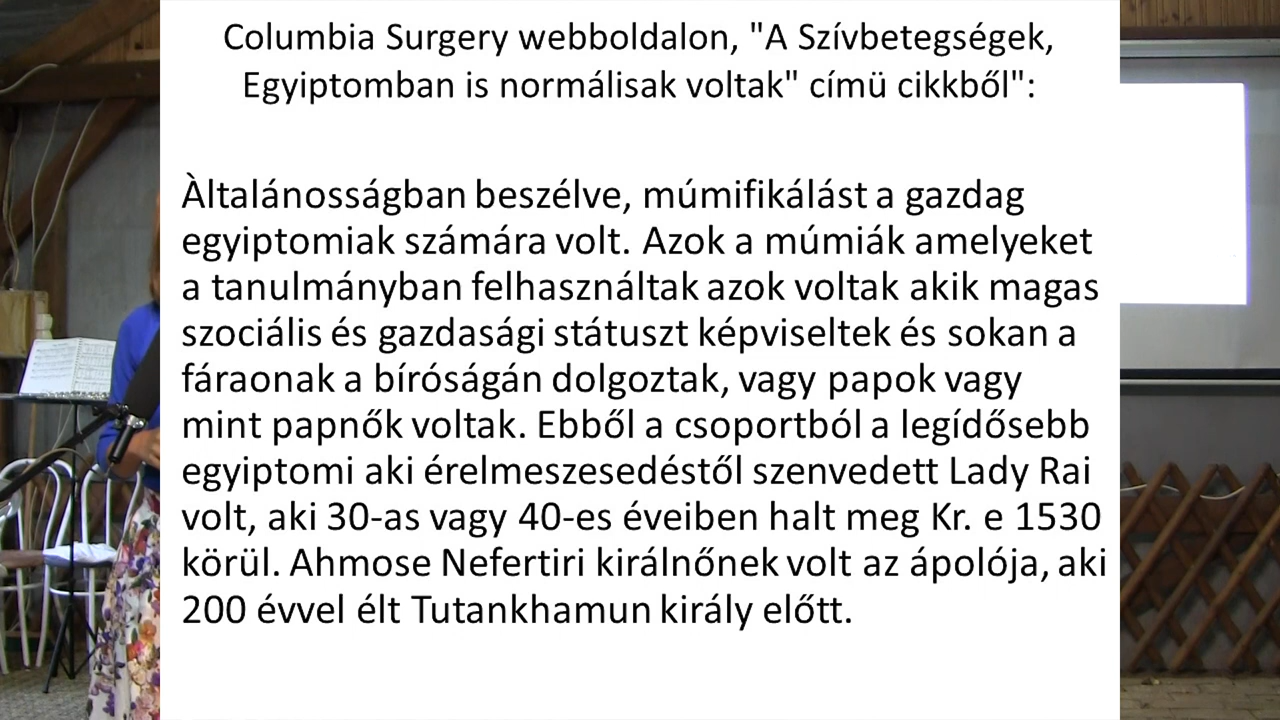 Columbia Surgery webboldalon, "A Szívbetegségek,
Egyiptomban is normálisak voltak" címü cikkből":
Àltalánosságban beszélve, múmifikálást a gazdag
egyiptomiak számára volt. Azok a múmiák amelyeket
a tanulmányban felhasználtak azok voltak akik magas
szociális és gazdasági státuszt képviseltek és sokan a
fáraonak a bíróságán dolgoztak, vagy papok vagy
mint papnők voltak. Ebből a csoportból a legídősebb
egyiptomi aki érelmeszesedéstől szenvedett Lady Rai
volt, aki 30-as vagy 40-es éveiben halt meg Kr. e 1530
körül. Ahmose Nefertiri királnőnek volt az ápolója, aki
200 évvel élt Tutankhamun király előtt.